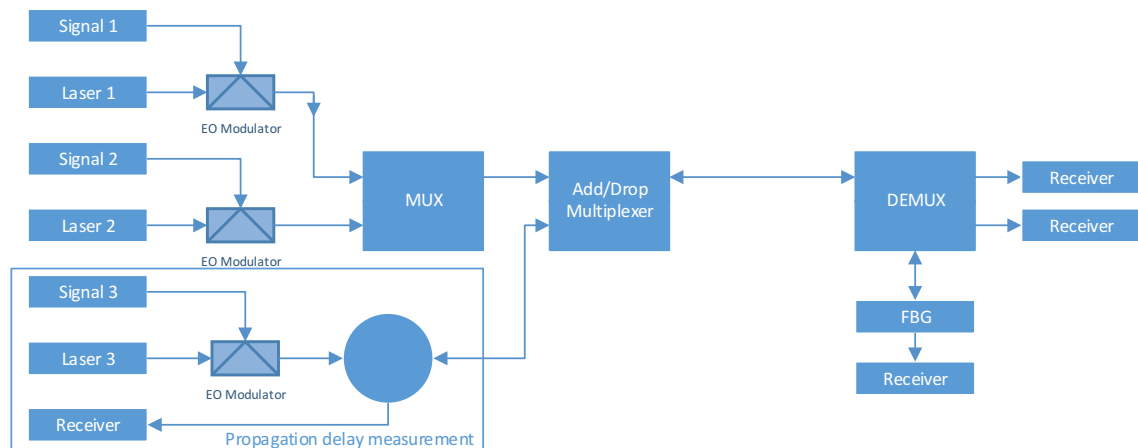 Signal 1
Laser 1
EO Modulator
Signal 2
Laser 2
EO Modulator
MUX
Add/Drop
Multiplexer
DEMUX
Receiver
Receiver
Signal 3
Laser 3
EO Modulator
Receiver
Propagation delay measurement
FBG
Receiver